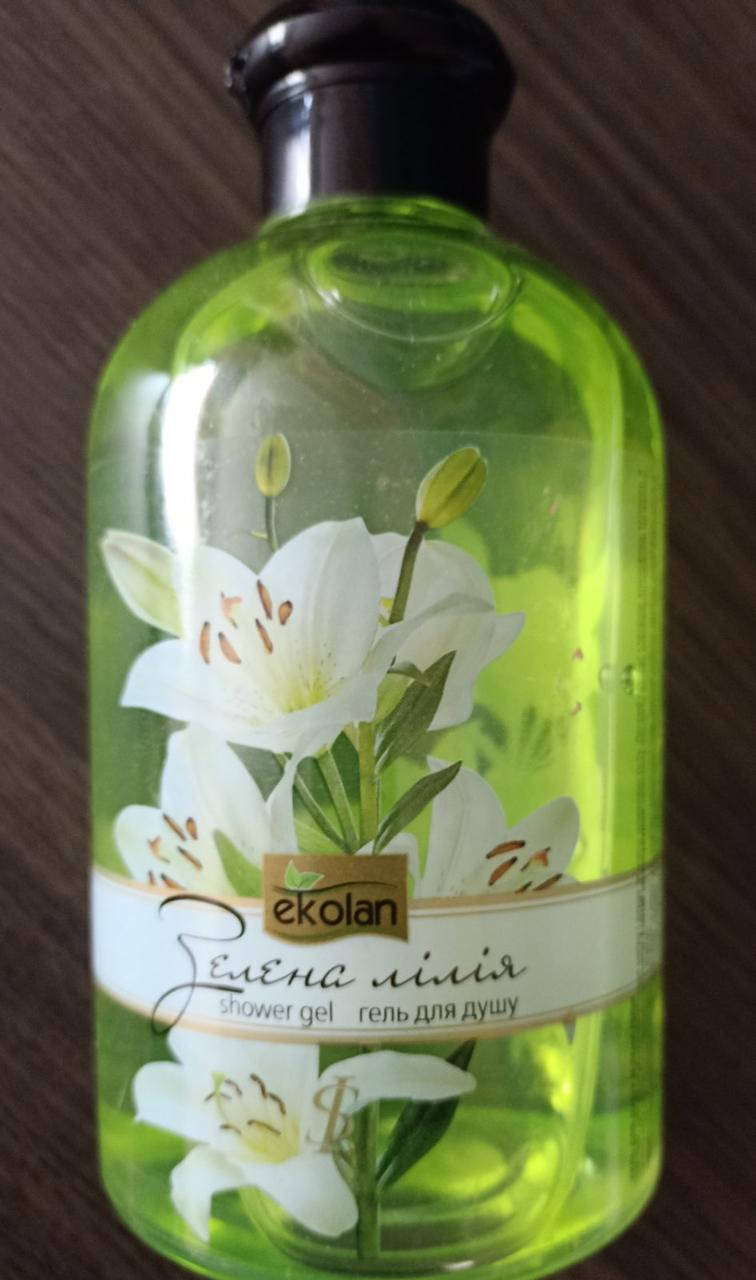 ekolan
Зелена лілія
shower gel гель для душу